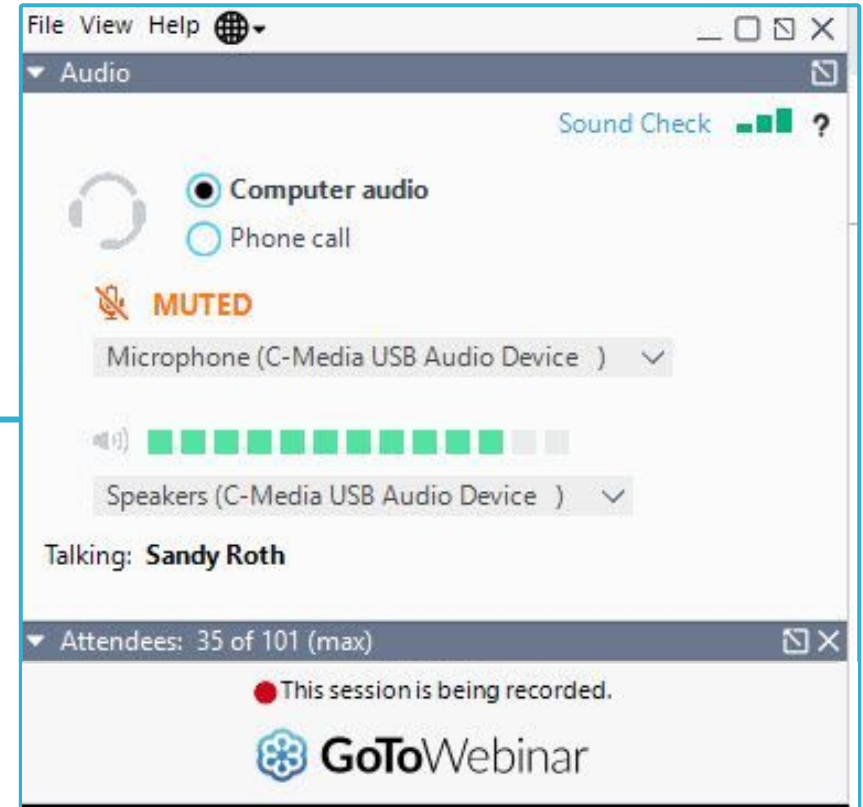 File View Help
Audio
Sound Check ?
Computer audio
Phone call
MUTED
Microphone (C-Media USB Audio Device )
Speakers (C-Media USB Audio Device )
Talking: Sandy Roth
Attendees: 35 of 101 (max)
This session is being recorded.
GoToWebinar